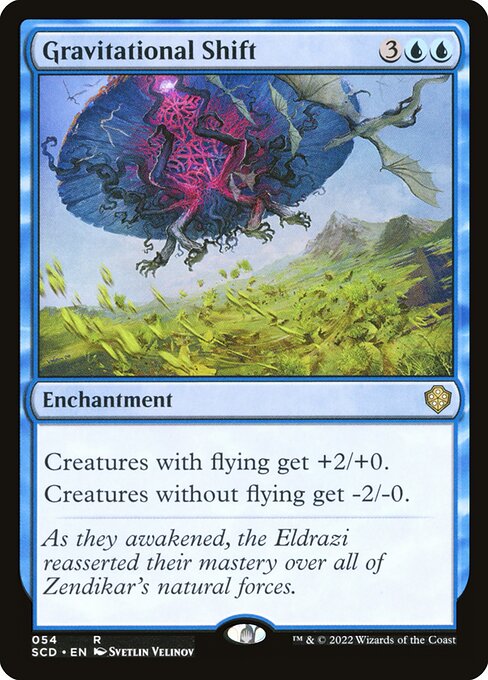 Gravitational Shift 3
Enchantment
Creatures with flying get +2/+0.
Creatures without flying get -2/-0.
As they awakened, the Eldrazi
reasserted their mastery over all of
Zendikar's natural forces.
054 R
SCD • EN Svetlin Velinov
™ & © 2022 Wizards of the Coast